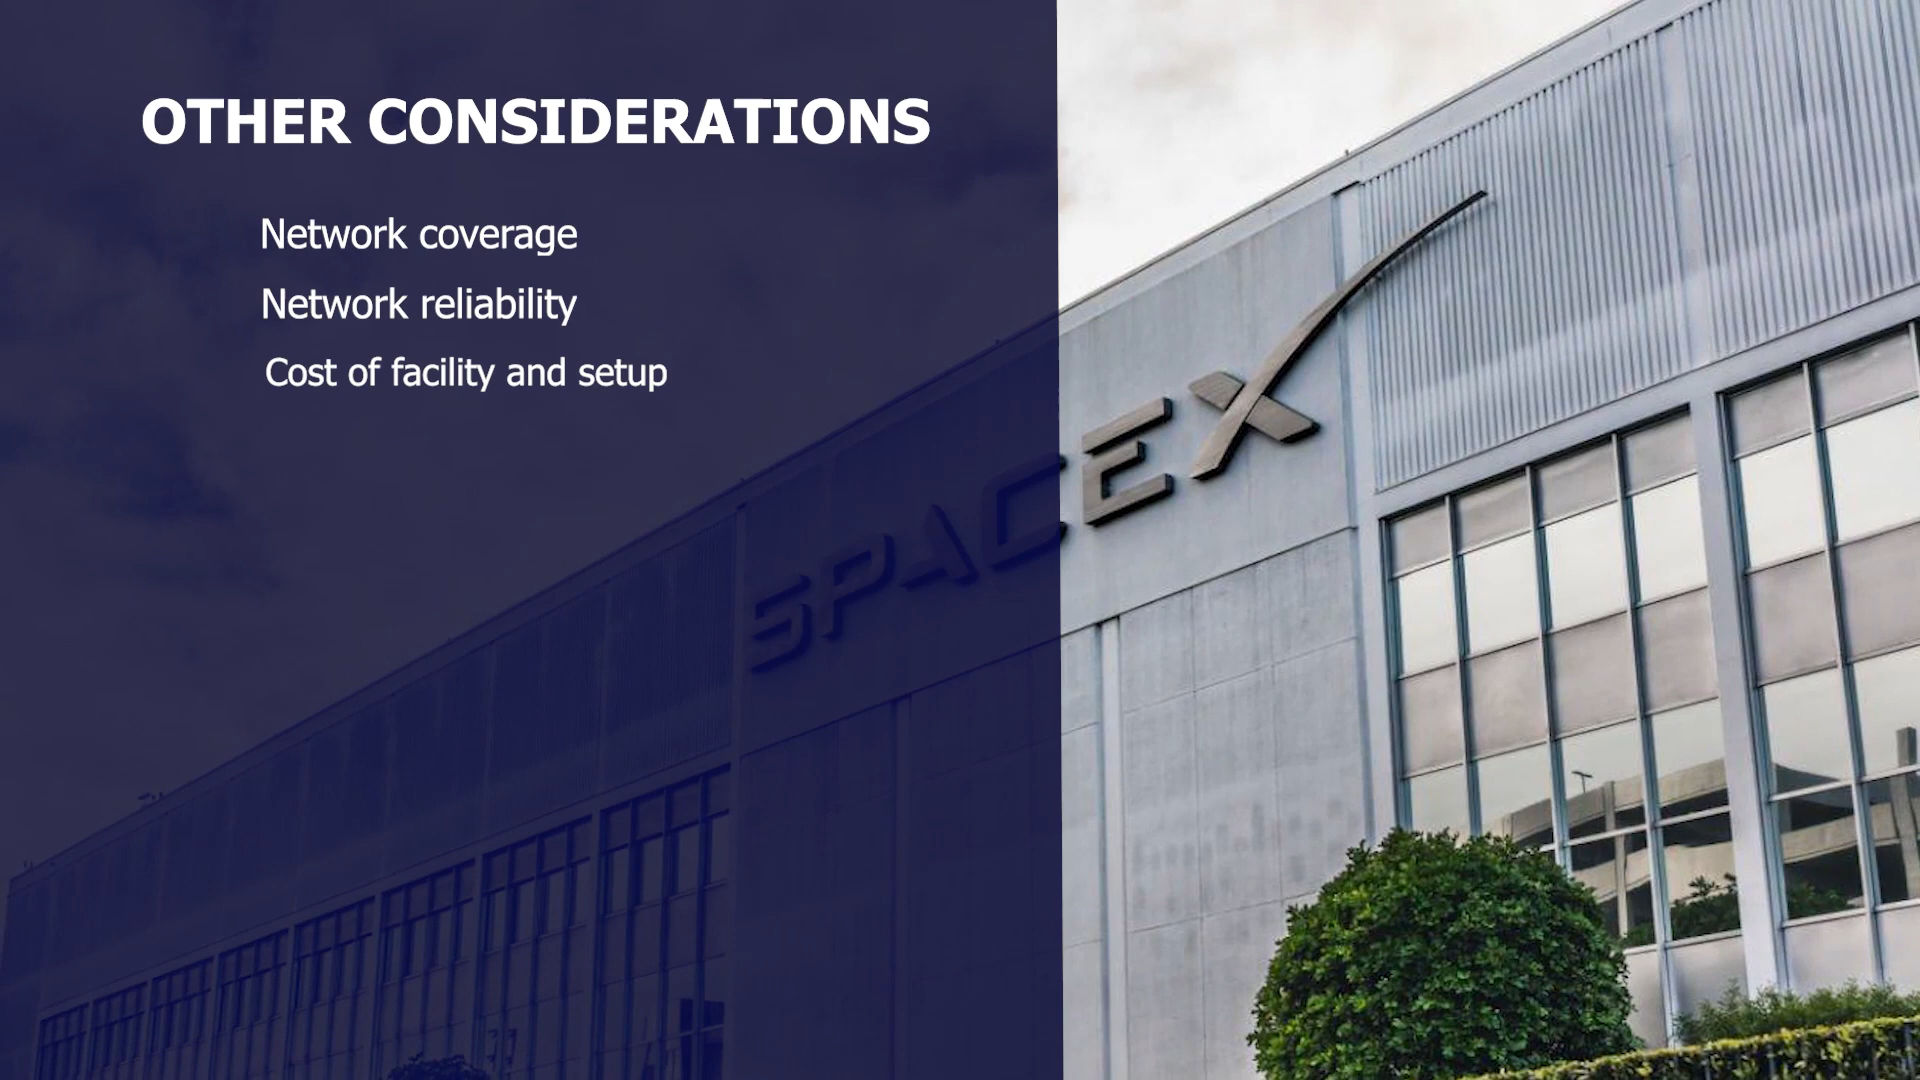 OTHER CONSIDERATIONS
Network coverage
Network reliability
Cost of facility and setup
SPACEX